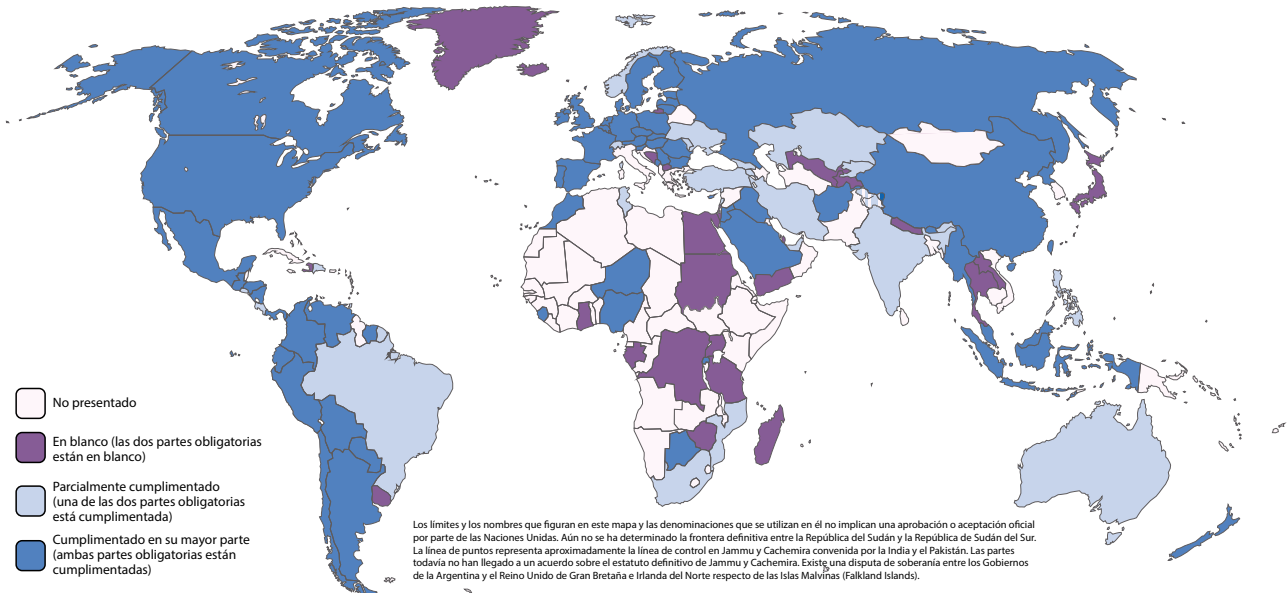 No presentado
En blanco (las dos partes obligatorias
están en blanco)
Parcialmente cumplimentado
(una de las dos partes obligatorias
está cumplimentada)
Cumplimentado en su mayor parte
(ambas partes obligatorias están
cumplimentadas)
Los límites y los nombres que figuran en este mapa y las denominaciones que se utilizan en él no implican una aprobación o aceptación oficial
por parte de las Naciones Unidas. Aún no se ha determinado la frontera definitiva entre la República del Sudán y la República de Sudán del Sur.
La línea de puntos representa aproximadamente la línea de control en Jammu y Cachemira convenida por la India y el Pakistán. Las partes
todavía no han llegado a un acuerdo sobre el estatuto definitivo de Jammu y Cachemira. Existe una disputa de soberanía entre los Gobiernos
de la Argentina y el Reino Unido de Gran Bretaña e Irlanda del Norte respecto de las Islas Malvinas (Falkland Islands).